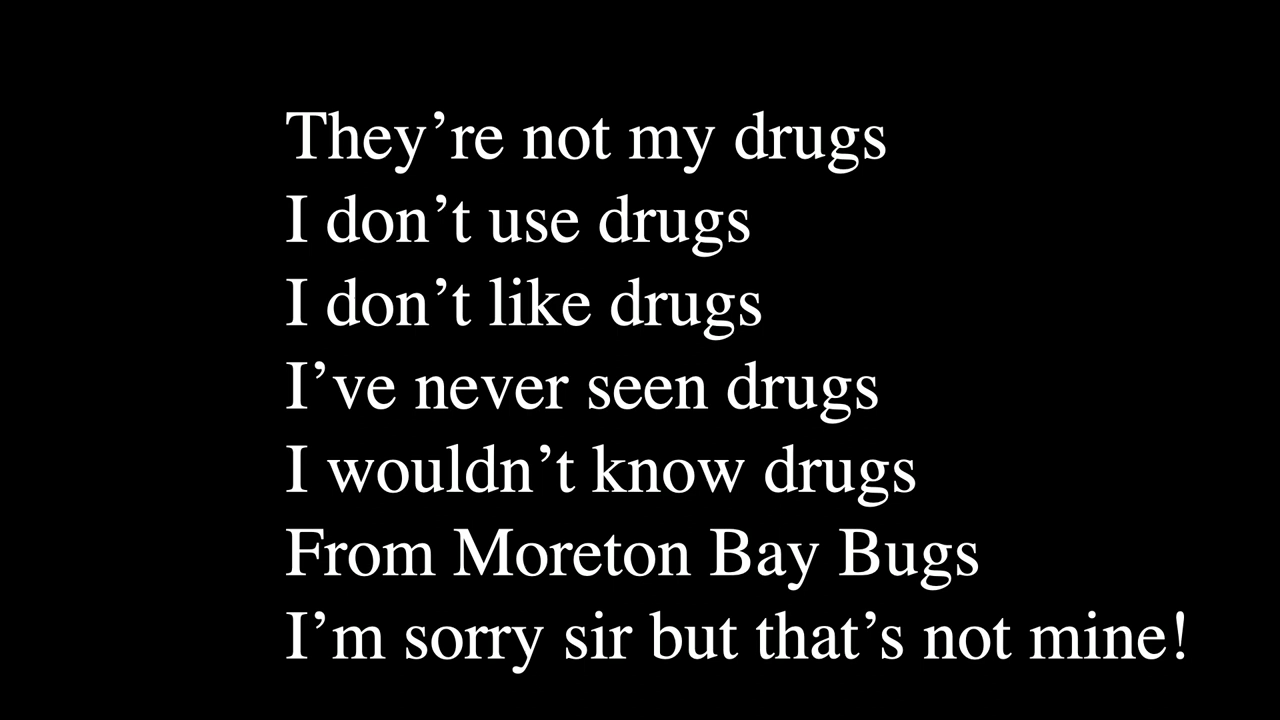 They’re not my drugs
I don’t use drugs
I don’t like drugs
I’ve never seen drugs
I wouldn’t know drugs
From Moreton Bay Bugs
I’m sorry sir but that’s not mine!